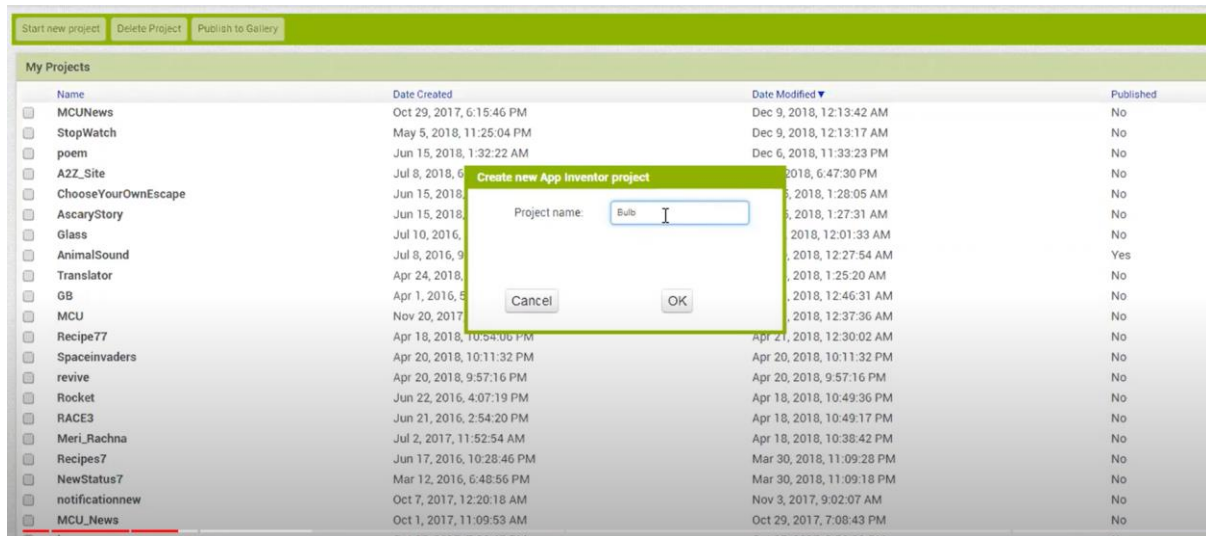 Start new project Delete Project Publish to Gallery
My Projects
Name Date Created Date Modified ▼ Published
MCUNews Oct 29, 2017, 6:15:46 PM Dec 9, 2018, 12:13:42 AM No
StopWatch May 5, 2018, 11:25:04 PM Dec 9, 2018, 12:13:17 AM No
poem Jun 15, 2018, 1:32:22 AM Dec 6, 2018, 11:33:23 PM No
A2Z_Site Jul 8, 2018, 6 2018, 6:47:30 PM No
Create new App Inventor project
ChooseYourOwnEscape Jun 15, 2018, 2018, 1:28:05 AM No
AscaryStory Jun 15, 2018, 2018, 1:27:31 AM No
Project name: Bulb
Glass Jul 10, 2016, 2018, 12:01:33 AM No
AnimalSound Jul 8, 2016, 9 2018, 12:27:54 AM Yes
Translator Apr 24, 2018, 2018, 1:25:20 AM No
GB Apr 1, 2016, 5 2018, 12:46:31 AM No
Cancel OK
MCU Nov 20, 2017 2018, 12:37:36 AM No
Recipe77 Apr 18, 2018, 10:54:06 PM Apr 21, 2018, 12:30:02 AM No
Spaceinvaders Apr 20, 2018, 10:11:32 PM Apr 20, 2018, 10:11:32 PM No
revive Apr 20, 2018, 9:57:16 PM Apr 20, 2018, 9:57:16 PM No
Rocket Jun 22, 2016, 4:07:19 PM Apr 18, 2018, 10:49:36 PM No
RACE3 Jun 21, 2016, 2:54:20 PM Apr 18, 2018, 10:49:17 PM No
Meri_Rachna Jul 2, 2017, 11:52:54 AM Apr 18, 2018, 10:38:42 PM No
Recipes7 Jun 17, 2016, 10:28:46 PM Mar 30, 2018, 11:09:28 PM No
NewStatus7 Mar 12, 2016, 6:48:56 PM Mar 30, 2018, 11:09:18 PM No
notificationnew Oct 7, 2017, 12:20:18 AM Nov 3, 2017, 9:02:07 AM No
MCU_News Oct 1, 2017, 11:09:53 AM Oct 29, 2017, 7:08:43 PM No